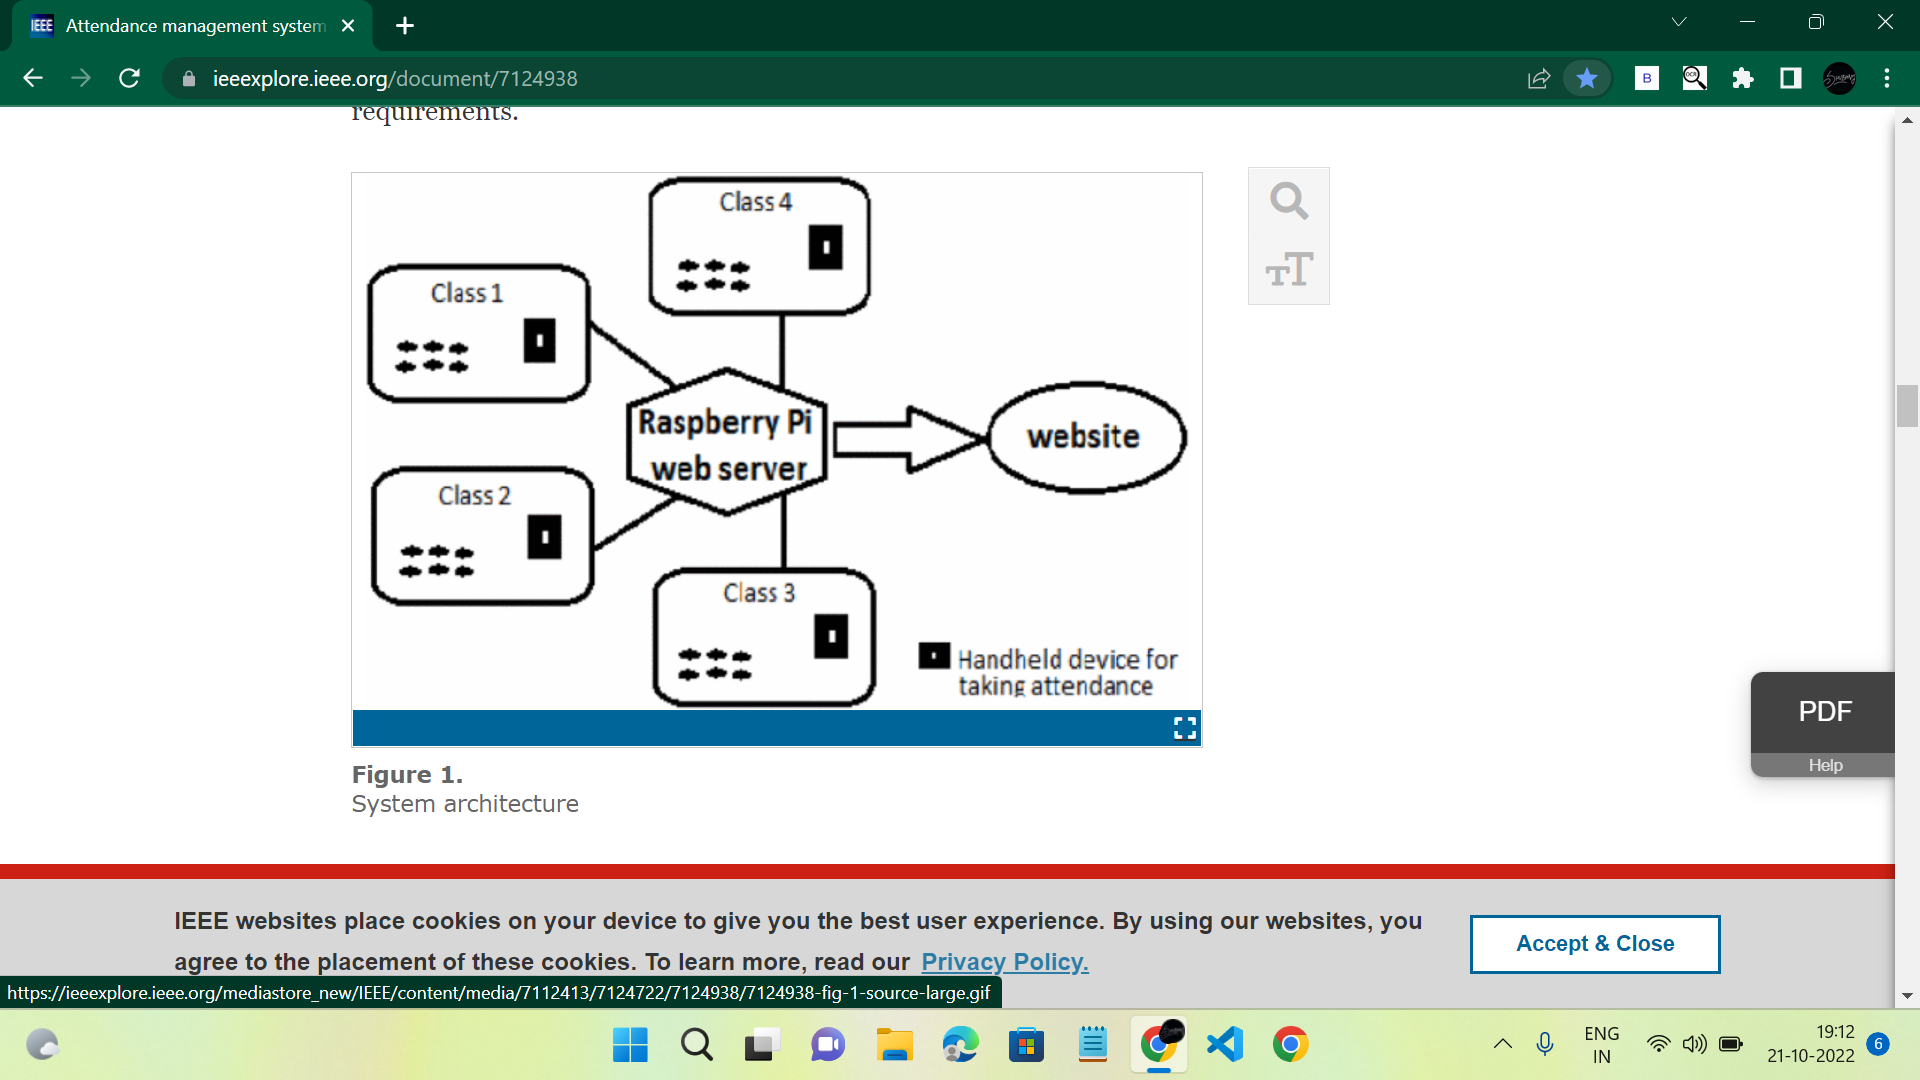 IEEE Attendance management system
ieeexplore.ieee.org/document/7124938
B
OCR
requirements.
Class 4
Class 1
Raspberry Pi
web server
website
Class 2
Class 3
Handheld device for
taking attendance
TT
PDF
Help
Figure 1.
System architecture
IEEE websites place cookies on your device to give you the best user experience. By using our websites, you
agree to the placement of these cookies. To learn more, read our Privacy Policy.
Accept & Close
https://ieeexplore.ieee.org/mediastore_new/IEEE/content/media/7112413/7124722/7124938/7124938-fig-1-source-large.gif
ENG
IN
19:12
21-10-2022
6